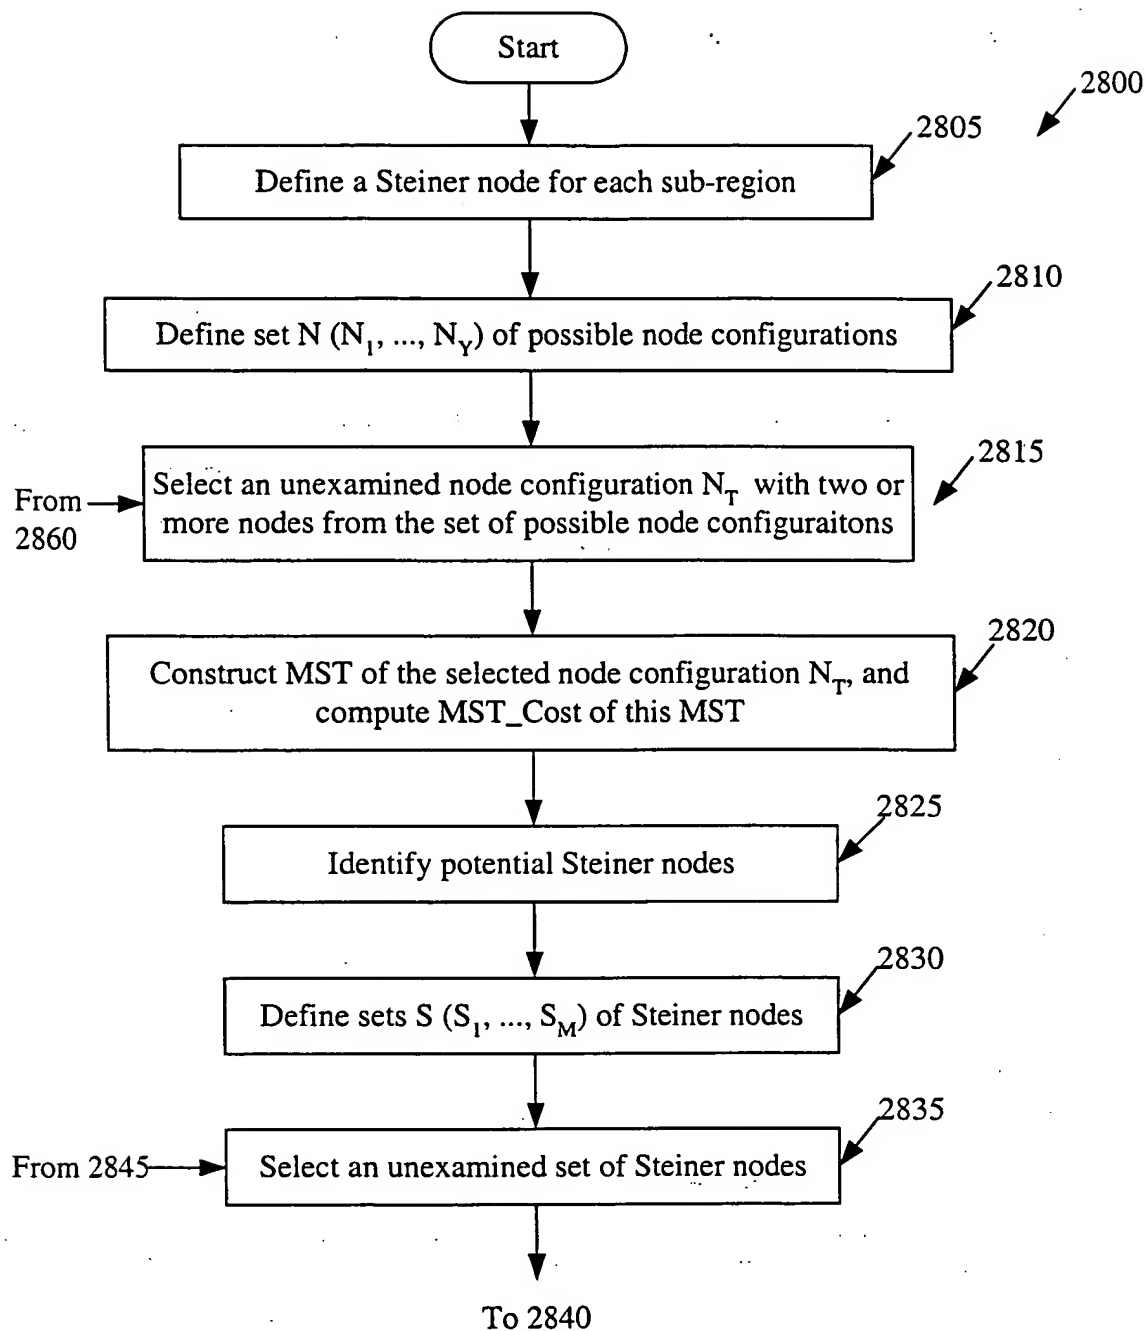 Start
2800
2805
Define a Steiner node for each sub-region
2810
Define set N (N₁, ..., N_Y) of possible node configurations
2815
Select an unexamined node configuration N_T with two or
more nodes from the set of possible node configuraitons
From
2860
2820
Construct MST of the selected node configuration N_T, and
compute MST_Cost of this MST
2825
Identify potential Steiner nodes
2830
Define sets S (S₁, ..., S_M) of Steiner nodes
2835
From 2845
Select an unexamined set of Steiner nodes
To 2840